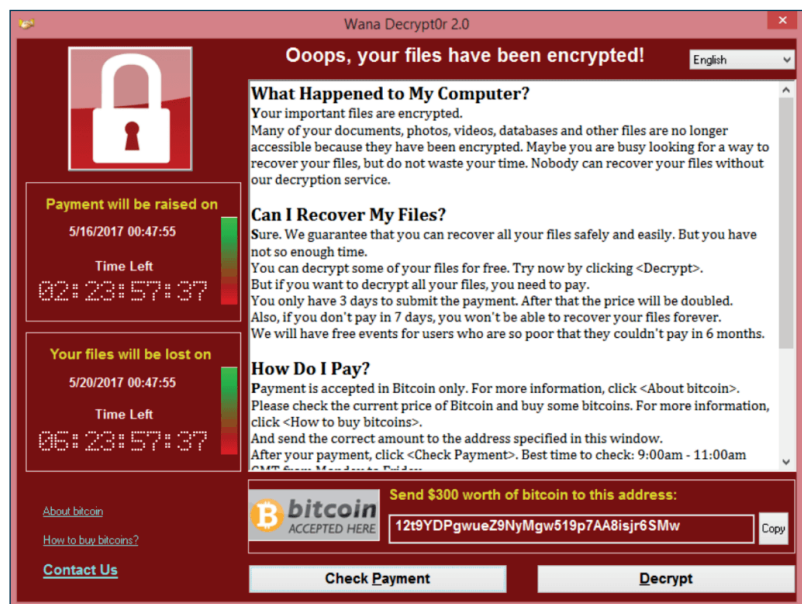 Wana Decrypt0r 2.0
Ooops, your files have been encrypted!
English
Payment will be raised on
5/16/2017 00:47:55
Time Left
02:23:57:37
Your files will be lost on
5/20/2017 00:47:55
Time Left
06:23:57:37
About bitcoin
How to buy bitcoins?
Contact Us
What Happened to My Computer?
Your important files are encrypted.
Many of your documents, photos, videos, databases and other files are no longer
accessible because they have been encrypted. Maybe you are busy looking for a way to
recover your files, but do not waste your time. Nobody can recover your files without
our decryption service.
Can I Recover My Files?
Sure. We guarantee that you can recover all your files safely and easily. But you have
not so enough time.
You can decrypt some of your files for free. Try now by clicking <Decrypt>.
But if you want to decrypt all your files, you need to pay.
You only have 3 days to submit the payment. After that the price will be doubled.
Also, if you don't pay in 7 days, you won't be able to recover your files forever.
We will have free events for users who are so poor that they couldn't pay in 6 months.
How Do I Pay?
Payment is accepted in Bitcoin only. For more information, click <About bitcoin>.
Please check the current price of Bitcoin and buy some bitcoins. For more information,
click <How to buy bitcoins>.
And send the correct amount to the address specified in this window.
After your payment, click <Check Payment>. Best time to check: 9:00am - 11:00am
GMT from Monday to Friday
bitcoin
ACCEPTED HERE
Send $300 worth of bitcoin to this address:
12t9YDPgwueZ9NyMgw519p7AA8isjr6SMw
Copy
Check Payment
Decrypt